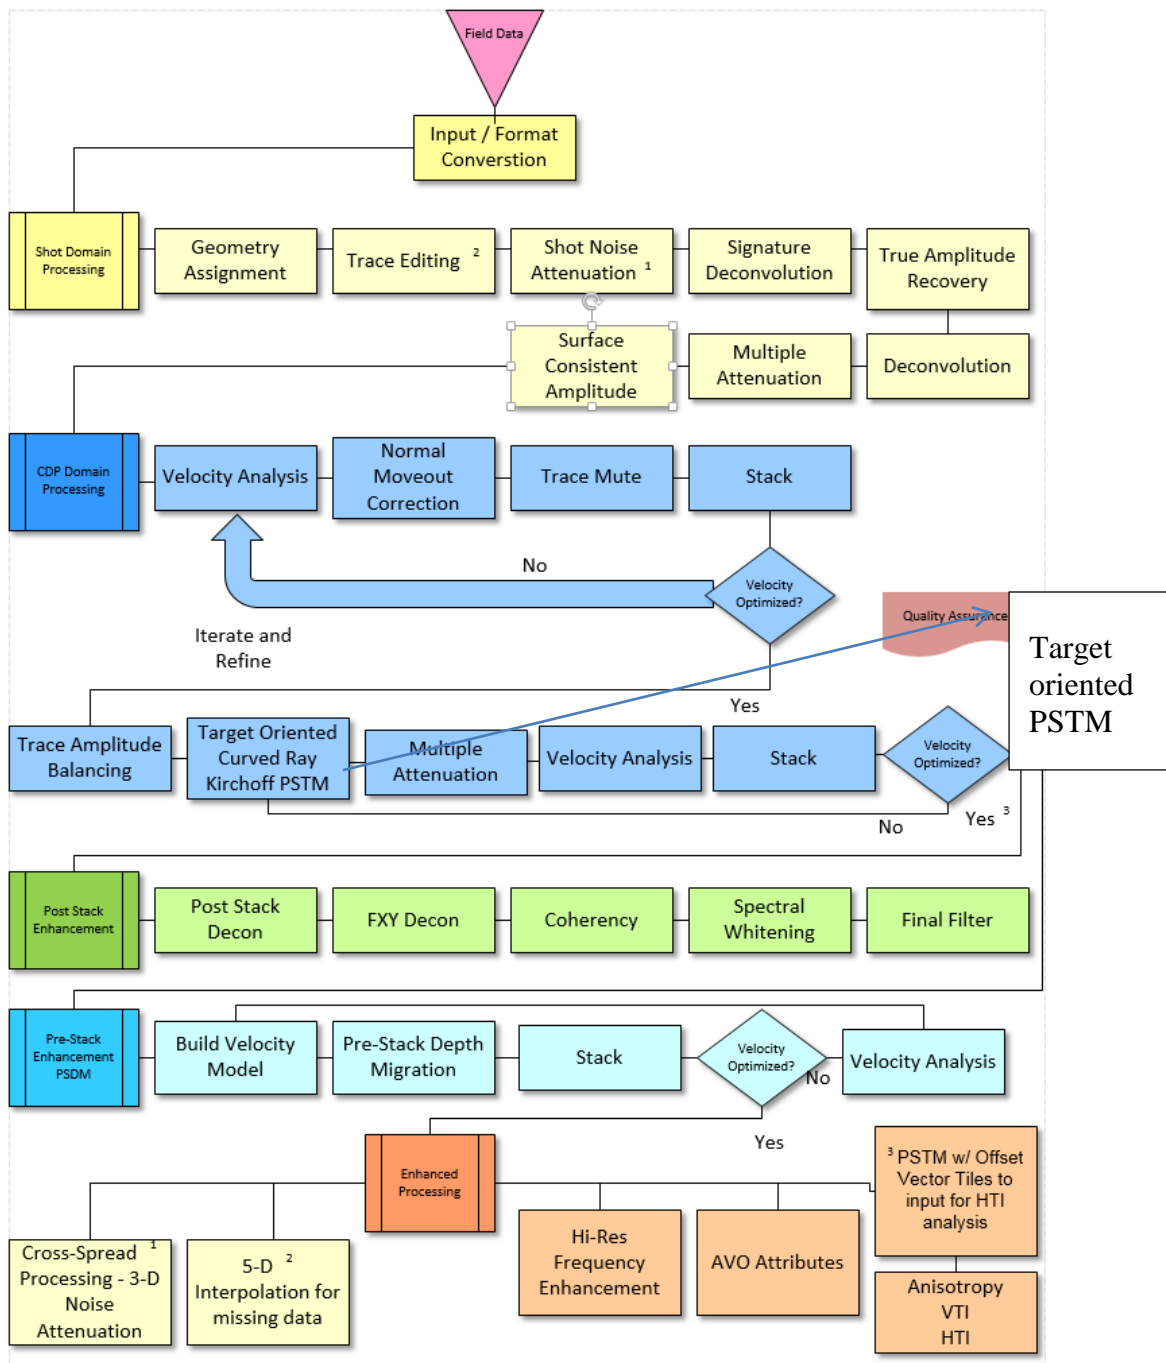 Field Data
Input / Format
Converstion
Shot Domain
Processing
Geometry
Assignment
Trace Editing 2
Shot Noise
Attenuation 1
Signature
Deconvolution
True Amplitude
Recovery
Surface
Consistent
Amplitude
Multiple
Attenuation
Deconvolution
CDP Domain
Processing
Velocity Analysis
Normal
Moveout
Correction
Trace Mute
Stack
No
Velocity
Optimized?
Iterate and
Refine
Quality Assurance
Target
oriented
PSTM
Yes
Trace Amplitude
Balancing
Target Oriented
Curved Ray
Kirchoff PSTM
Multiple
Attenuation
Velocity Analysis
Stack
Velocity
Optimized?
No
Yes 3
Post Stack
Enhancement
Post Stack
Decon
FXY Decon
Coherency
Spectral
Whitening
Final Filter
Pre-Stack
Enhancement
PSDM
Build Velocity
Model
Pre-Stack Depth
Migration
Stack
Velocity
Optimized?
No
Velocity Analysis
Yes
Enhanced
Processing
3 PSTM w/ Offset
Vector Tiles to
input for HTI
analysis
Cross-Spread 1
Processing - 3-D
Noise
Attenuation
5-D 2
Interpolation for
missing data
Hi-Res
Frequency
Enhancement
AVO Attributes
Anisotropy
VTI
HTI